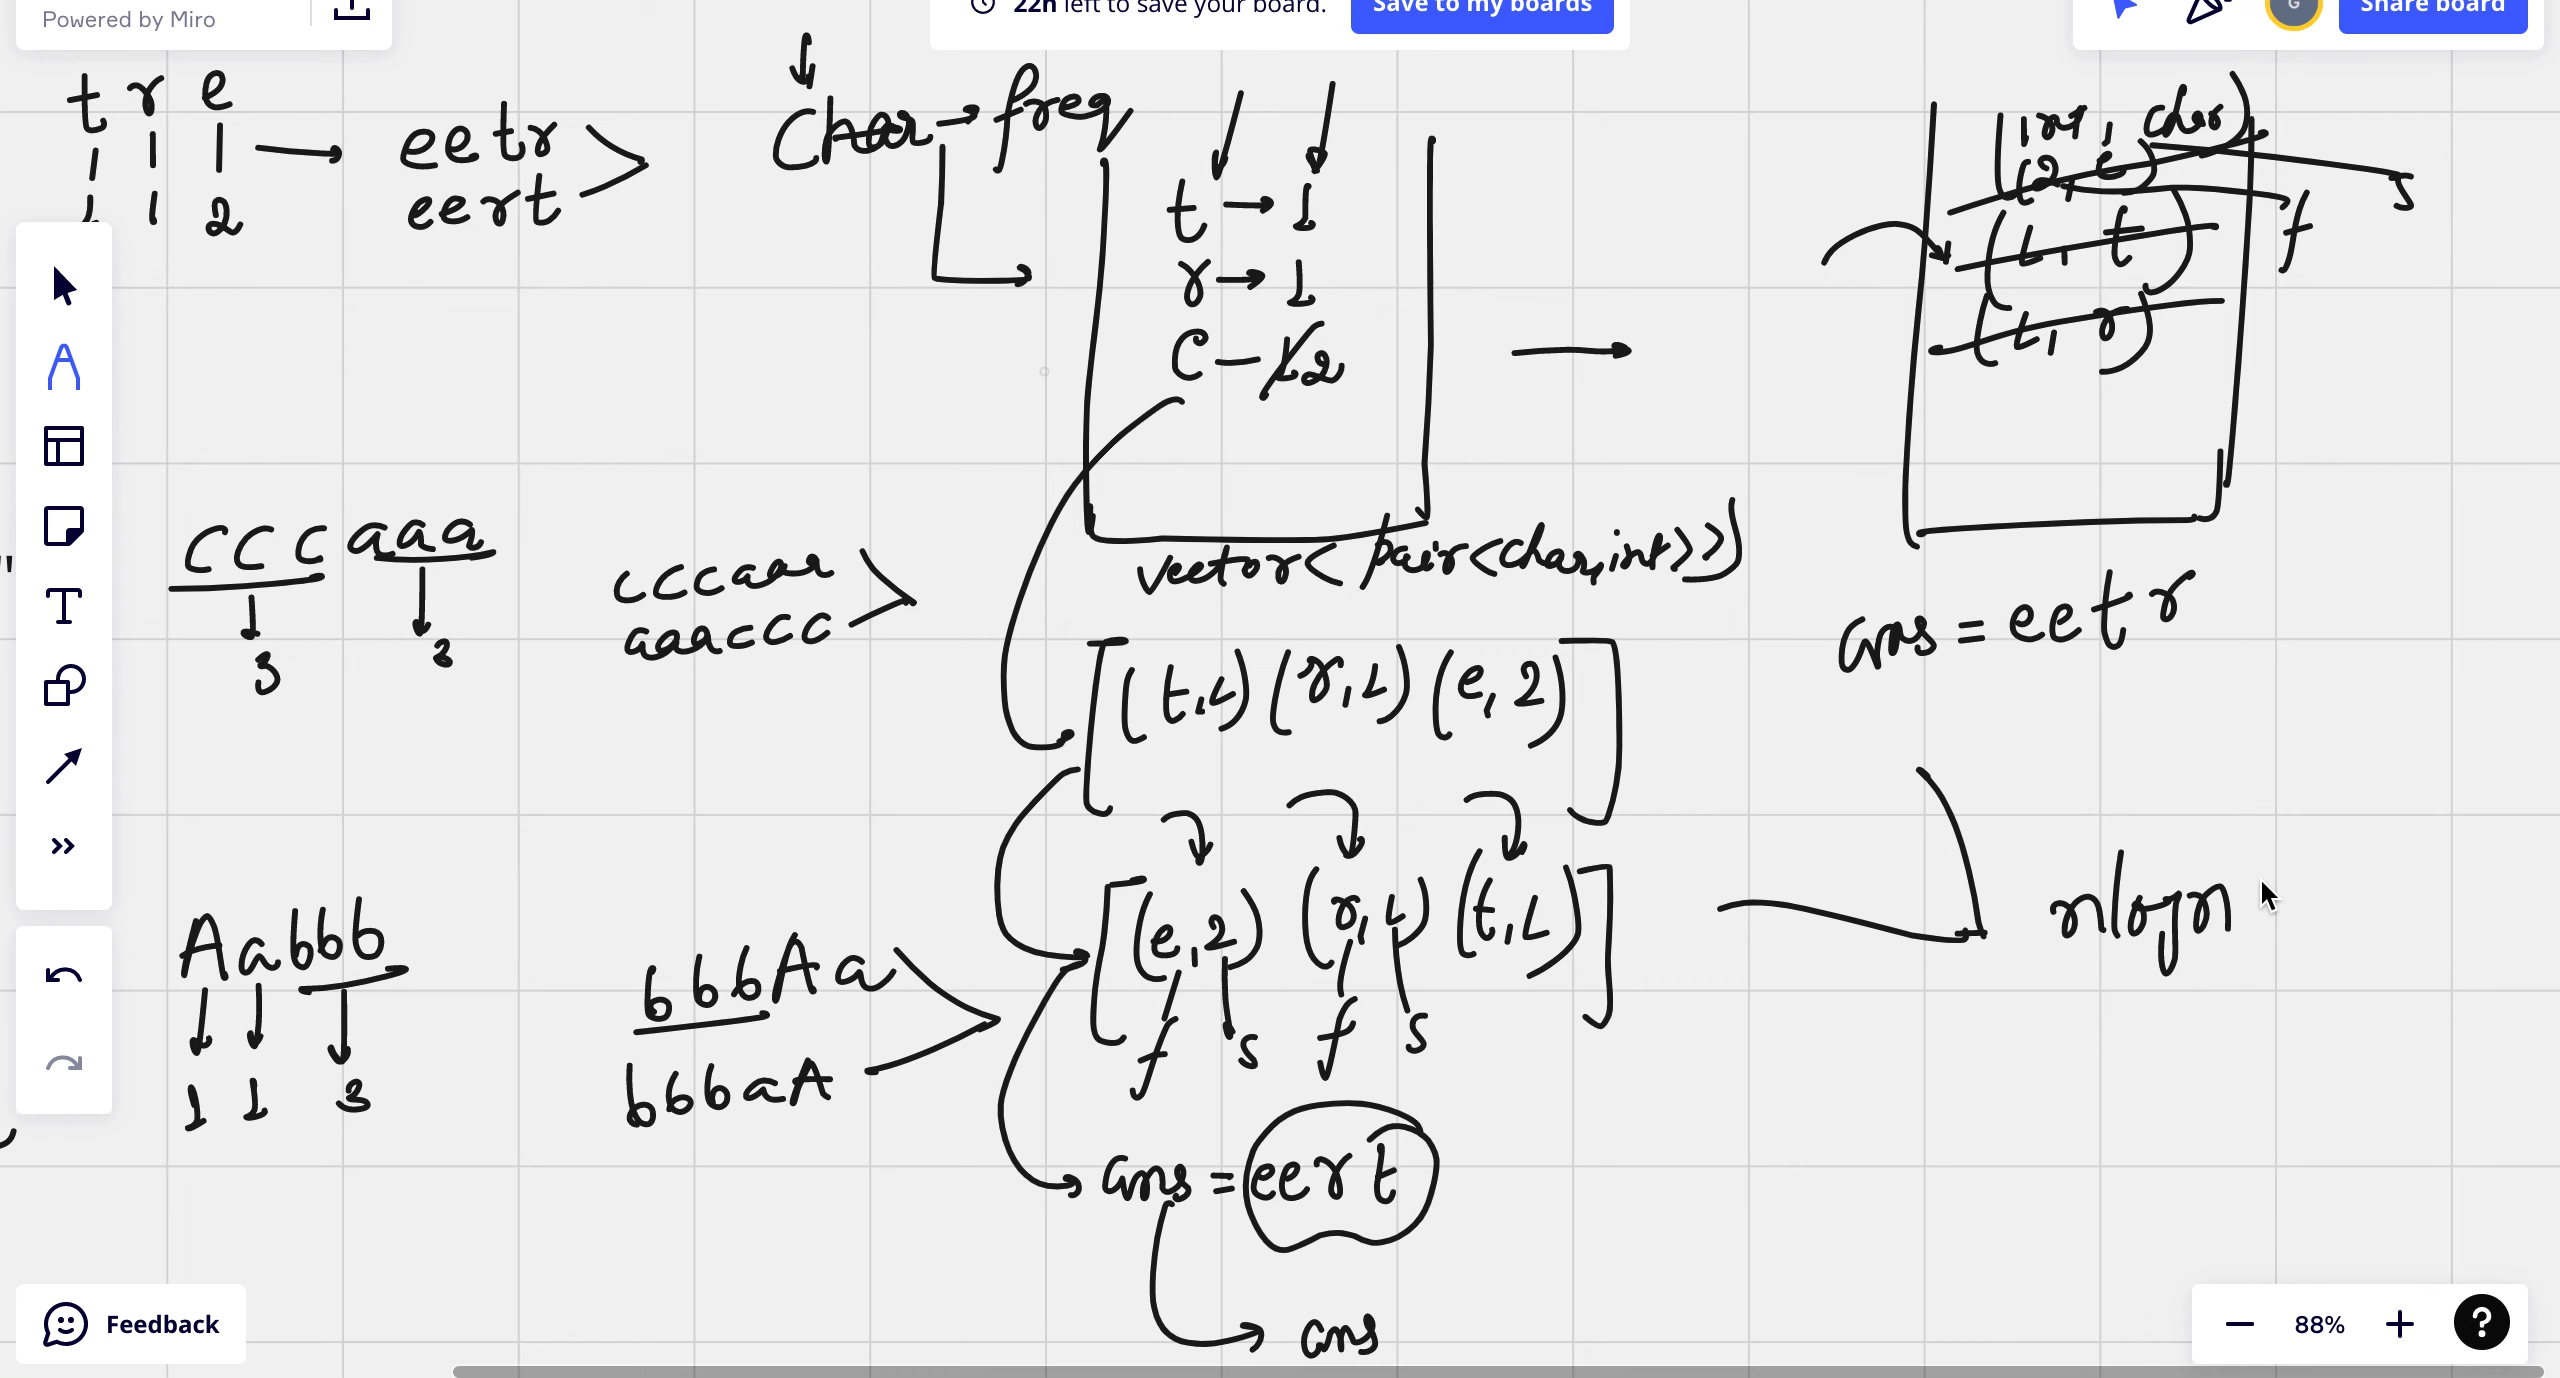 Powered by Miro
22h left to save your board.
Save to my boards
G
Share board
t r e
1 1 2
eetr
eert
Char → freq
t → 1
r → 1
e – 1 2
(int, char)
(2, e)
(1, t)
(1, r)
s
f
ccc aaa
3 3
cccaaa
aaaccc
vector<pair<char,int>>
ans = eetr
[(t,1) (r,1) (e,2)]
[(e,2) (r,1) (t,1)]
f s f s
nlogn
Aabbb
1 1 3
bbbAa
bbbaA
ans = eert
ans
Feedback
88%
?